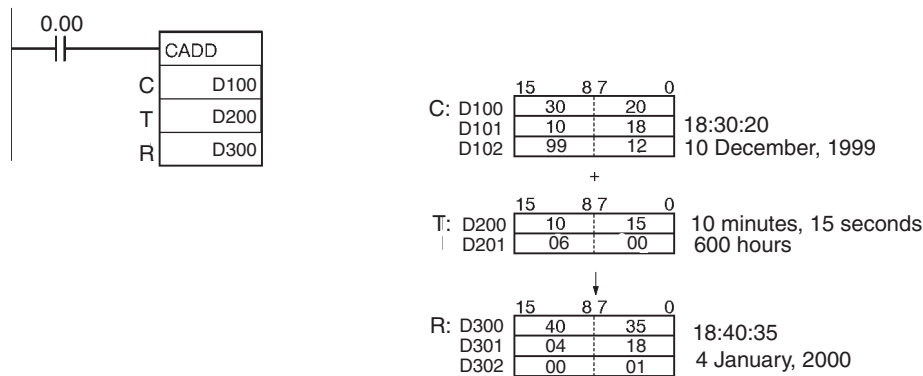 0.00
CADD
C D100
T D200
R D300
15 8 7 0
C: D100 30 20
D101 10 18 18:30:20
D102 99 12 10 December, 1999
+
15 8 7 0
T: D200 10 15 10 minutes, 15 seconds
D201 06 00 600 hours
15 8 7 0
R: D300 40 35 18:40:35
D301 04 18
D302 00 01 4 January, 2000